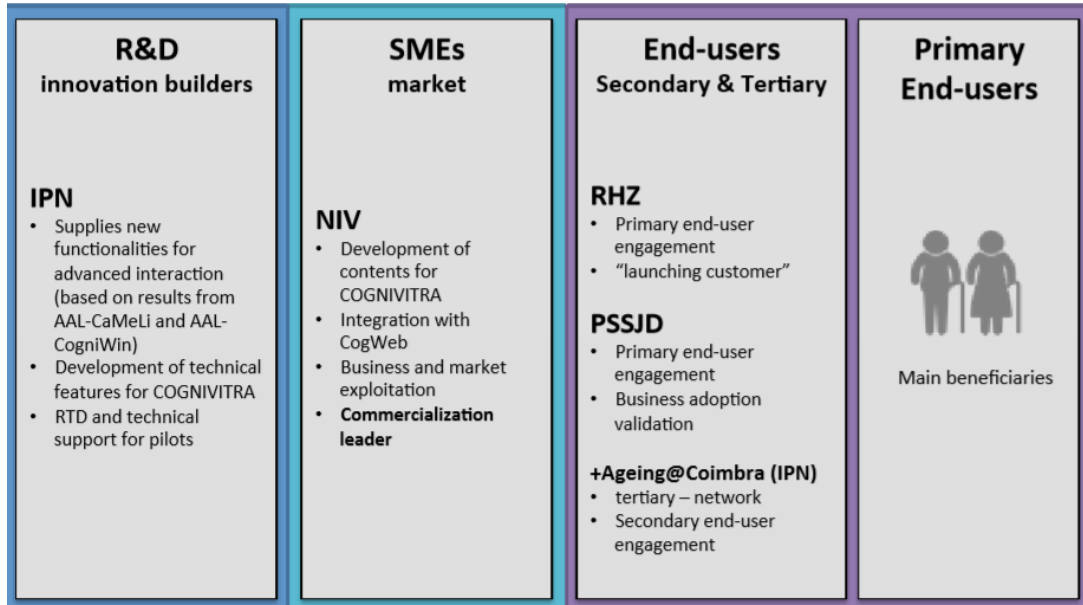 R&D
innovation builders
IPN
• Supplies new
functionalities for
advanced interaction
(based on results from
AAL-CaMeLi and AAL-
CogniWin)
• Development of technical
features for COGNIVITRA
• RTD and technical
support for pilots
SMEs
market
NIV
• Development of
contents for
COGNIVITRA
• Integration with
CogWeb
• Business and market
exploitation
• Commercialization
leader
End-users
Secondary & Tertiary
RHZ
• Primary end-user
engagement
• “launching customer”
PSSJD
• Primary end-user
engagement
• Business adoption
validation
+Ageing@Coimbra (IPN)
• tertiary – network
• Secondary end-user
engagement
Primary
End-users
Main beneficiaries